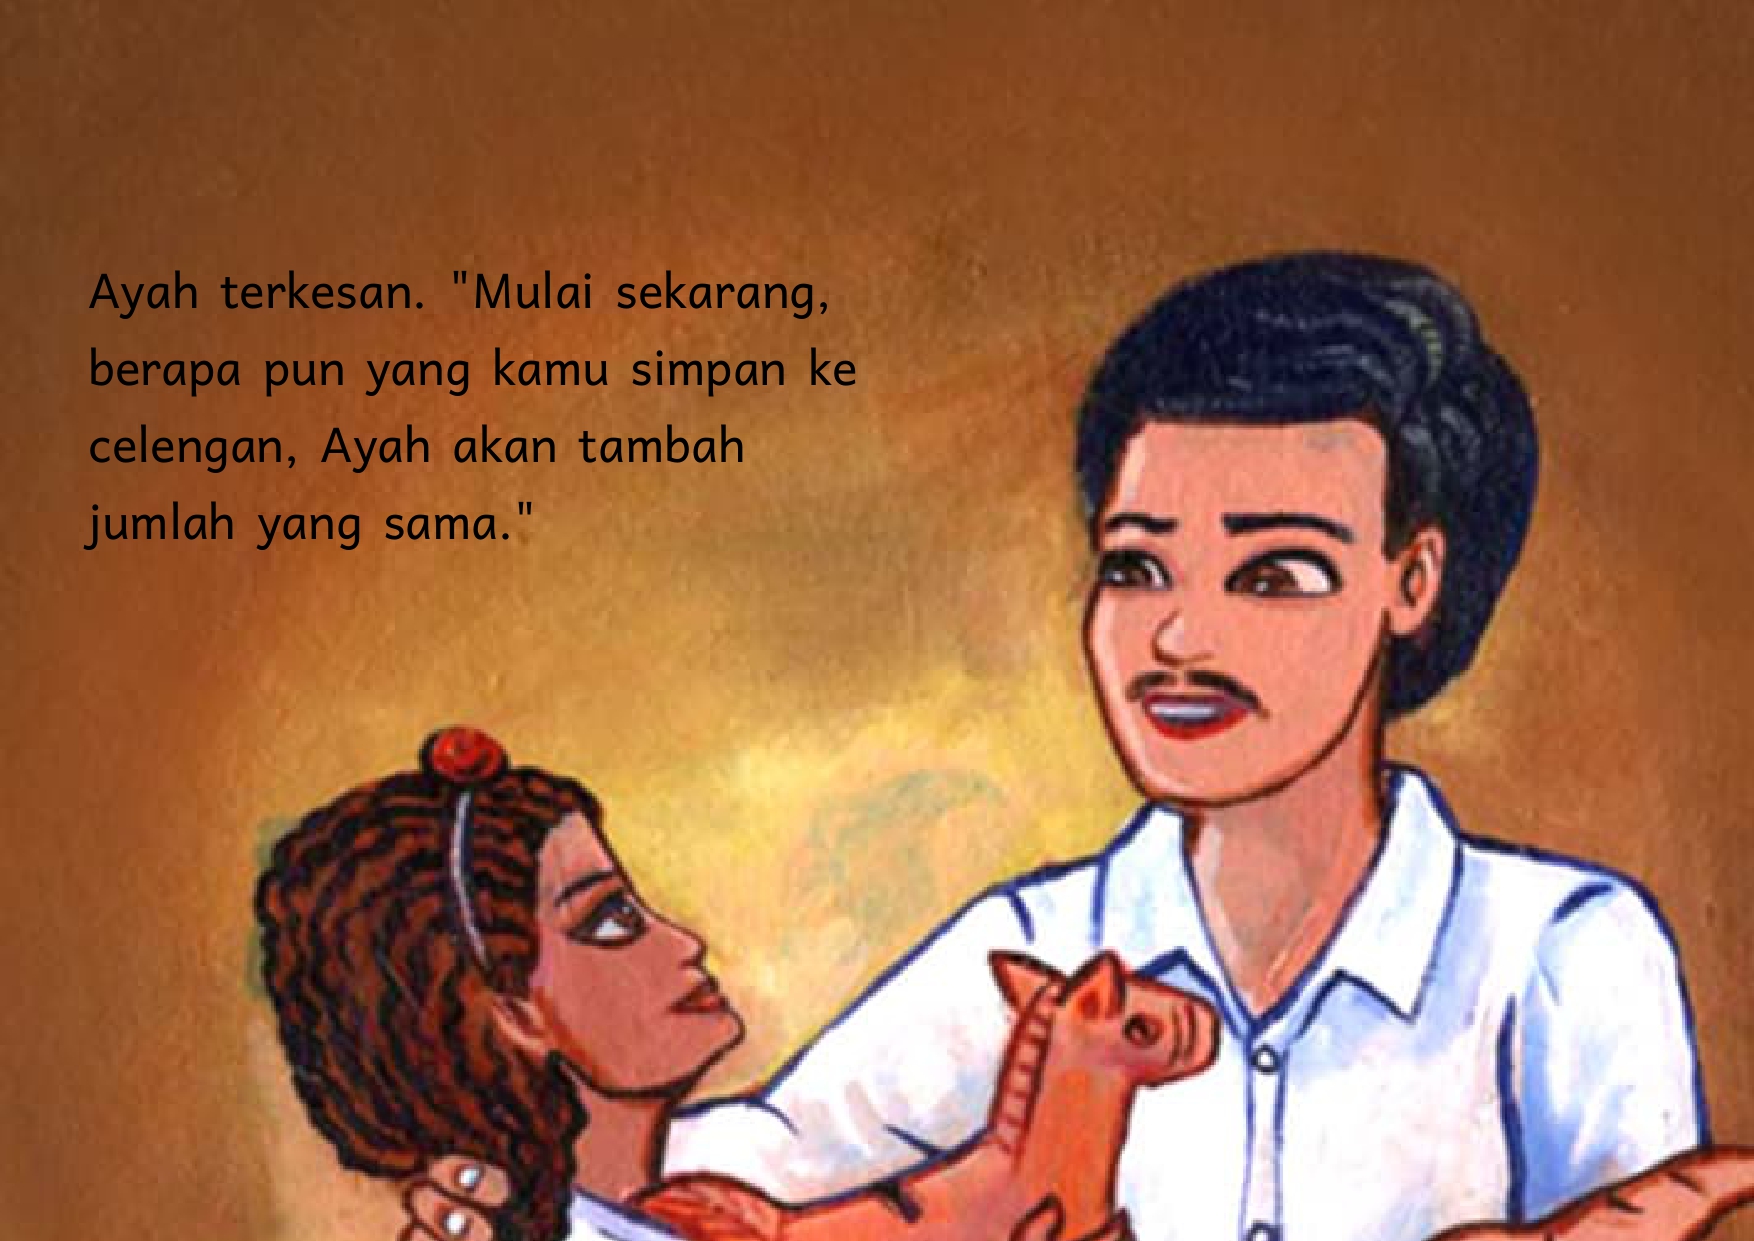 Ayah terkesan. "Mulai sekarang,
berapa pun yang kamu simpan ke
celengan, Ayah akan tambah
jumlah yang sama."